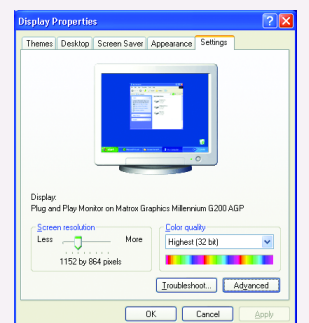 Display Properties
Themes Desktop Screen Saver Appearance Settings
Display:
Plug and Play Monitor on Matrox Graphics Millennium G200 AGP
Screen resolution
Less More
1152 by 864 pixels
Color quality
Highest (32 bit)
Troubleshoot... Advanced
OK Cancel Apply